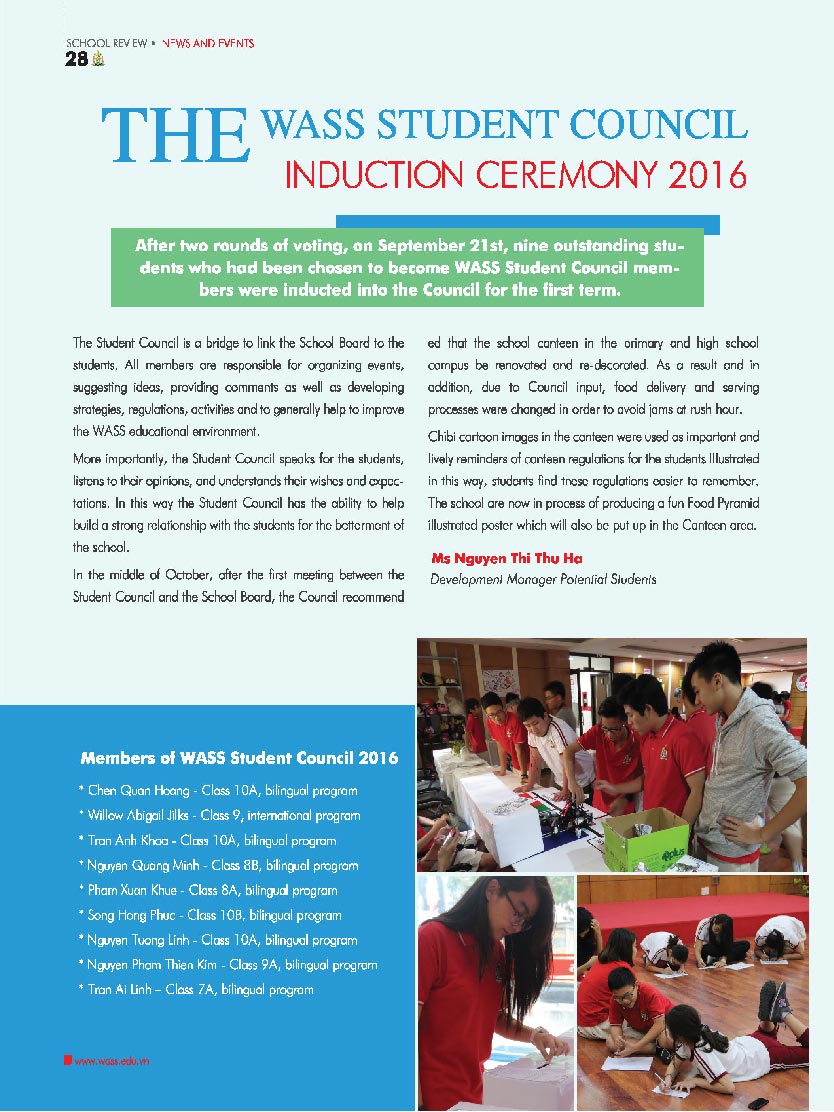 SCHOOL REVIEW • NEWS AND EVENTS
28
THE WASS STUDENT COUNCIL
INDUCTION CEREMONY 2016
After two rounds of voting, on September 21st, nine outstanding stu-
dents who had been chosen to become WASS Student Council mem-
bers were inducted into the Council for the first term.
The Student Council is a bridge to link the School Board to the
students. All members are responsible for organizing events,
suggesting ideas, providing comments as well as developing
strategies, regulations, activities and to generally help to improve
the WASS educational environment.
More importantly, the Student Council speaks for the students,
listens to their opinions, and understands their wishes and expec-
tations. In this way the Student Council has the ability to help
build a strong relationship with the students for the betterment of
the school.
In the middle of October, after the first meeting between the
Student Council and the School Board, the Council recommend
ed that the school canteen in the primary and high school
campus be renovated and re-decorated. As a result and in
addition, due to Council input, food delivery and serving
processes were changed in order to avoid jams at rush hour.
Chibi cartoon images in the canteen were used as important and
lively reminders of canteen regulations for the students Illustrated
in this way, students find these regulations easier to remember.
The school are now in process of producing a fun Food Pyramid
illustrated poster which will also be put up in the Canteen area.
Ms Nguyen Thi Thu Ha
Development Manager Potential Students
Members of WASS Student Council 2016
* Chen Quan Hoang - Class 10A, bilingual program
* Willow Abigail Jilks - Class 9, international program
* Tran Anh Khoa - Class 10A, bilingual program
* Nguyen Quang Minh - Class 8B, bilingual program
* Pham Xuan Khue - Class 8A, bilingual program
* Song Hong Phuc - Class 10B, bilingual program
* Nguyen Tuong Linh - Class 10A, bilingual program
* Nguyen Pham Thien Kim - Class 9A, bilingual program
* Tran Ai Linh – Class 7A, bilingual program
www.wass.edu.vn
plus